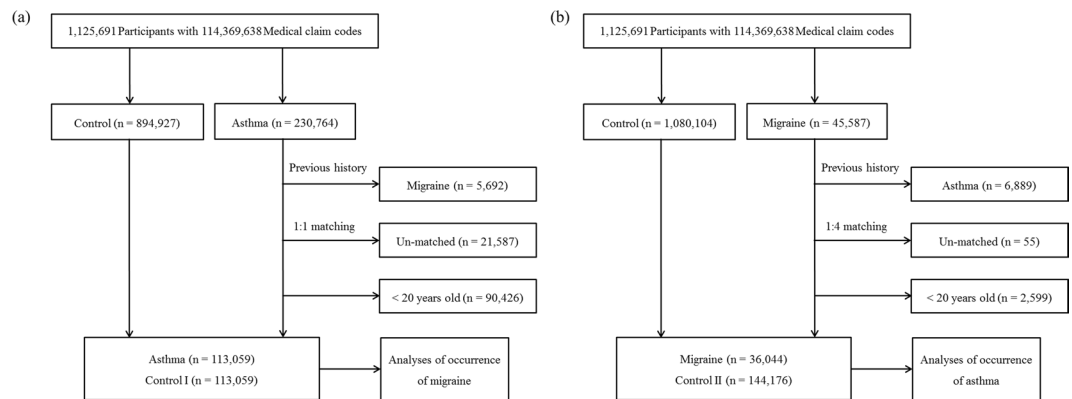 (a)
1,125,691 Participants with 114,369,638 Medical claim codes
Control (n = 894,927)
Asthma (n = 230,764)
Previous history
Migraine (n = 5,692)
1:1 matching
Un-matched (n = 21,587)
< 20 years old (n = 90,426)
Asthma (n = 113,059)
Control I (n = 113,059)
Analyses of occurrence
of migraine
(b)
1,125,691 Participants with 114,369,638 Medical claim codes
Control (n = 1,080,104)
Migraine (n = 45,587)
Previous history
Asthma (n = 6,889)
1:4 matching
Un-matched (n = 55)
< 20 years old (n = 2,599)
Migraine (n = 36,044)
Control II (n = 144,176)
Analyses of occurrence
of asthma